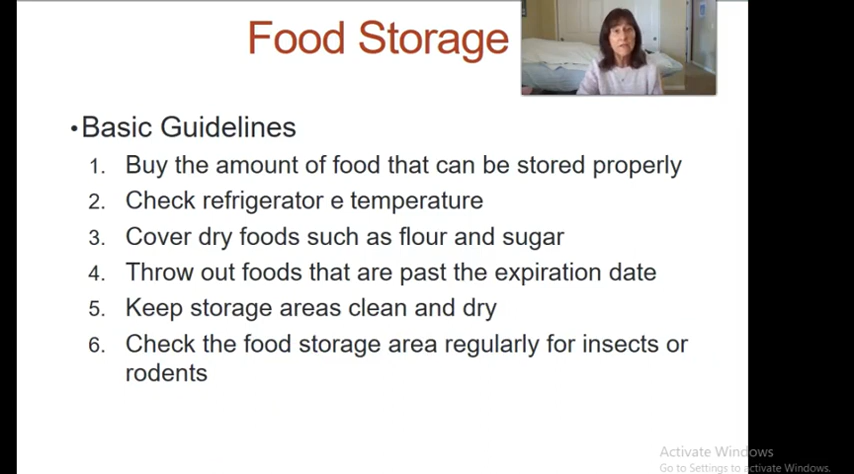 Food Storage
•Basic Guidelines
1. Buy the amount of food that can be stored properly
2. Check refrigerator e temperature
3. Cover dry foods such as flour and sugar
4. Throw out foods that are past the expiration date
5. Keep storage areas clean and dry
6. Check the food storage area regularly for insects or
rodents
Activate Windows
Go to Settings to activate Windows.